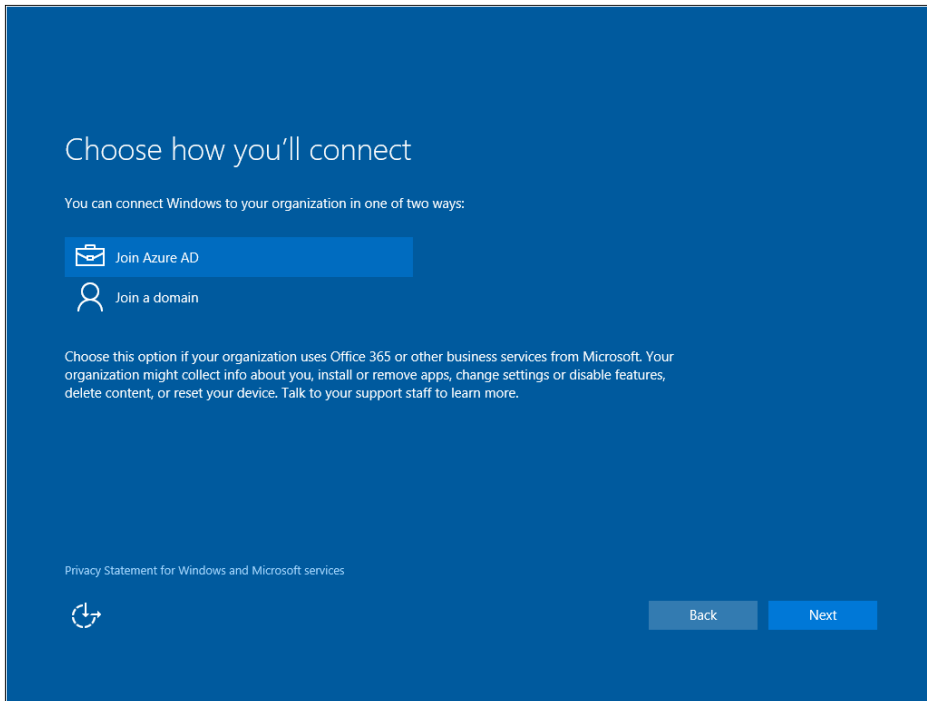 Choose how you'll connect
You can connect Windows to your organization in one of two ways:
Join Azure AD
Join a domain
Choose this option if your organization uses Office 365 or other business services from Microsoft. Your
organization might collect info about you, install or remove apps, change settings or disable features,
delete content, or reset your device. Talk to your support staff to learn more.
Privacy Statement for Windows and Microsoft services
Back Next